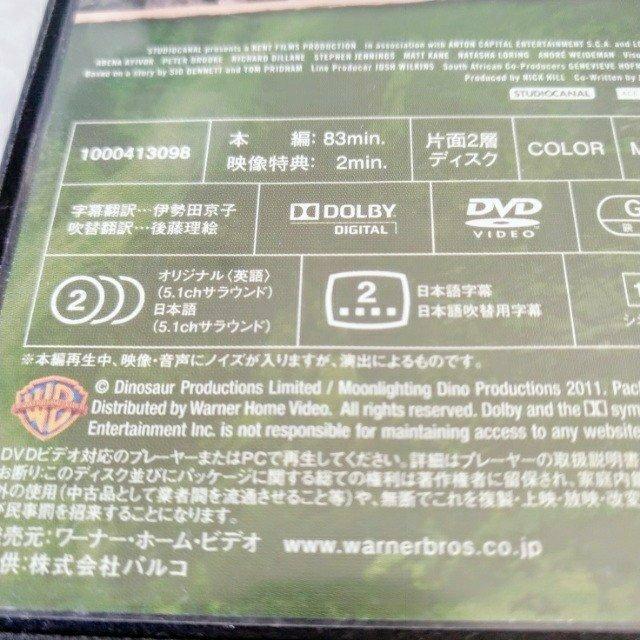 STUDIOCANAL presents a KENT FILMS PRODUCTION, in association with ANTON CAPITAL ENTERTAINMENT S.C.A. and
PETER BROOKE RICHARD DILLANE STEPHEN JENNINGS MATT KANE NATASHA LORING ANDRÉ WEIDEMAN
Based on a story by SID BENNETT and TOM PRIDHAM Line Producer JOSH WILKINS South African Co Producers GENEVIEVE
Produced by NICK HILL Co-Written by
STUDIOCANAL
1000413098
本 編: 83min.
映像特典: 2min.
片面2層
ディスク
COLOR
字幕翻訳…伊勢田京子
吹替翻訳…後藤理絵
DOLBY
DIGITAL
DVD
VIDEO
G
2
オリジナル〈英語〉
(5.1chサラウンド)
日本語
(5.1chサラウンド)
2
日本語字幕
日本語吹替用字幕
※本編再生中、映像・音声にノイズが入りますが、演出によるものです。
WB
© Dinosaur Productions Limited / Moonlighting Dino Productions 2011.
Distributed by Warner Home Video. All rights reserved. Dolby and the
Entertainment Inc. is not responsible for maintaining access to any website
DVDビデオ対応のプレーヤーまたはPCで再生してください。詳細はプレーヤーの取扱説明書
お断り:このディスク並びにパッケージに関する総ての権利は著作権者に留保され、家庭内
外の使用(中古品として業者間を流通させること等)や、無断でこれを複製・上映・放映・改変
や民事問を招来することになります。
売元:ワーナー・ホーム・ビデオ www.warnerbros.co.jp
供:株式会社パルコ